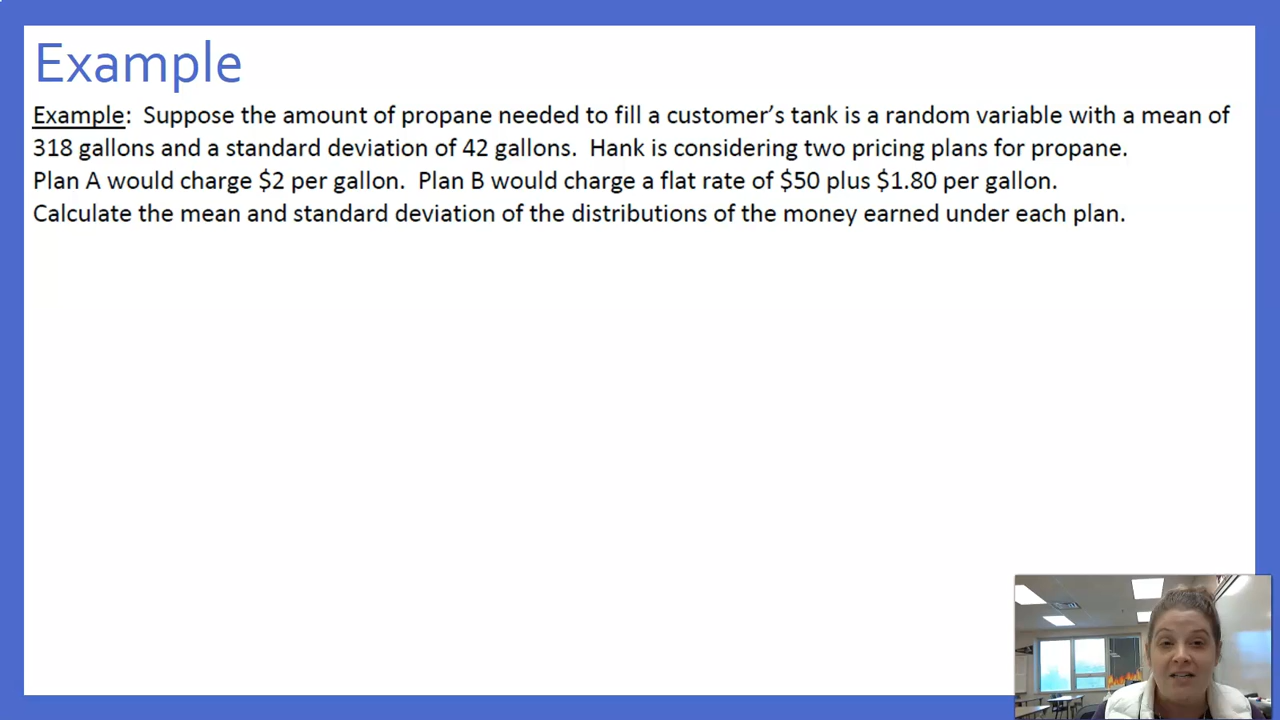 Example
Example: Suppose the amount of propane needed to fill a customer’s tank is a random variable with a mean of
318 gallons and a standard deviation of 42 gallons. Hank is considering two pricing plans for propane.
Plan A would charge $2 per gallon. Plan B would charge a flat rate of $50 plus $1.80 per gallon.
Calculate the mean and standard deviation of the distributions of the money earned under each plan.